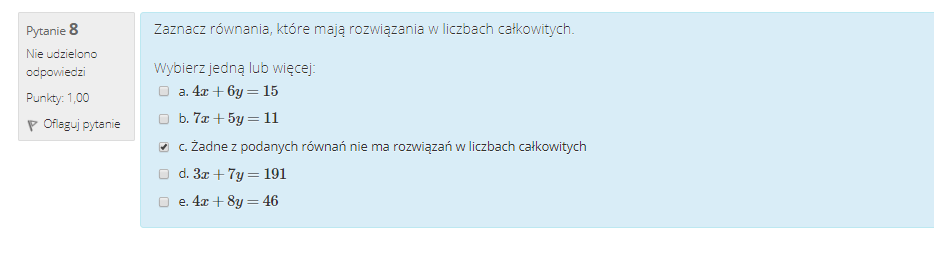 Pytanie 8
Nie udzielono
odpowiedzi
Punkty: 1,00
Oflaguj pytanie
Zaznacz równania, które mają rozwiązania w liczbach całkowitych.
Wybierz jedną lub więcej:
a. 4x + 6y = 15
b. 7x + 5y = 11
c. Żadne z podanych równań nie ma rozwiązań w liczbach całkowitych
d. 3x + 7y = 191
e. 4x + 8y = 46